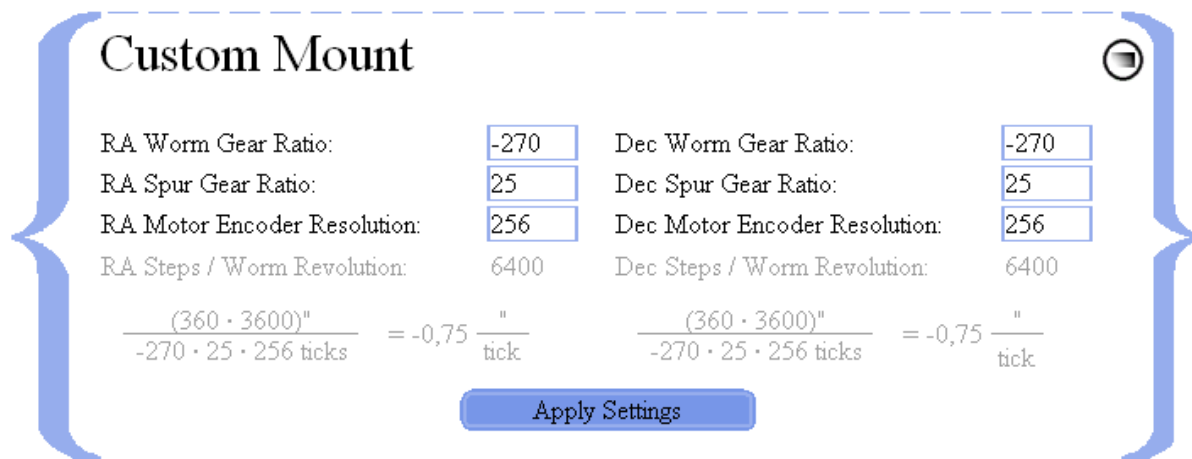 Custom Mount
RA Worm Gear Ratio: -270 Dec Worm Gear Ratio: -270
RA Spur Gear Ratio: 25 Dec Spur Gear Ratio: 25
RA Motor Encoder Resolution: 256 Dec Motor Encoder Resolution: 256
RA Steps / Worm Revolution: 6400 Dec Steps / Worm Revolution: 6400
(360 · 3600)" " (360 · 3600)" "
= -0,75 = -0,75
-270 · 25 · 256 ticks tick -270 · 25 · 256 ticks tick
Apply Settings